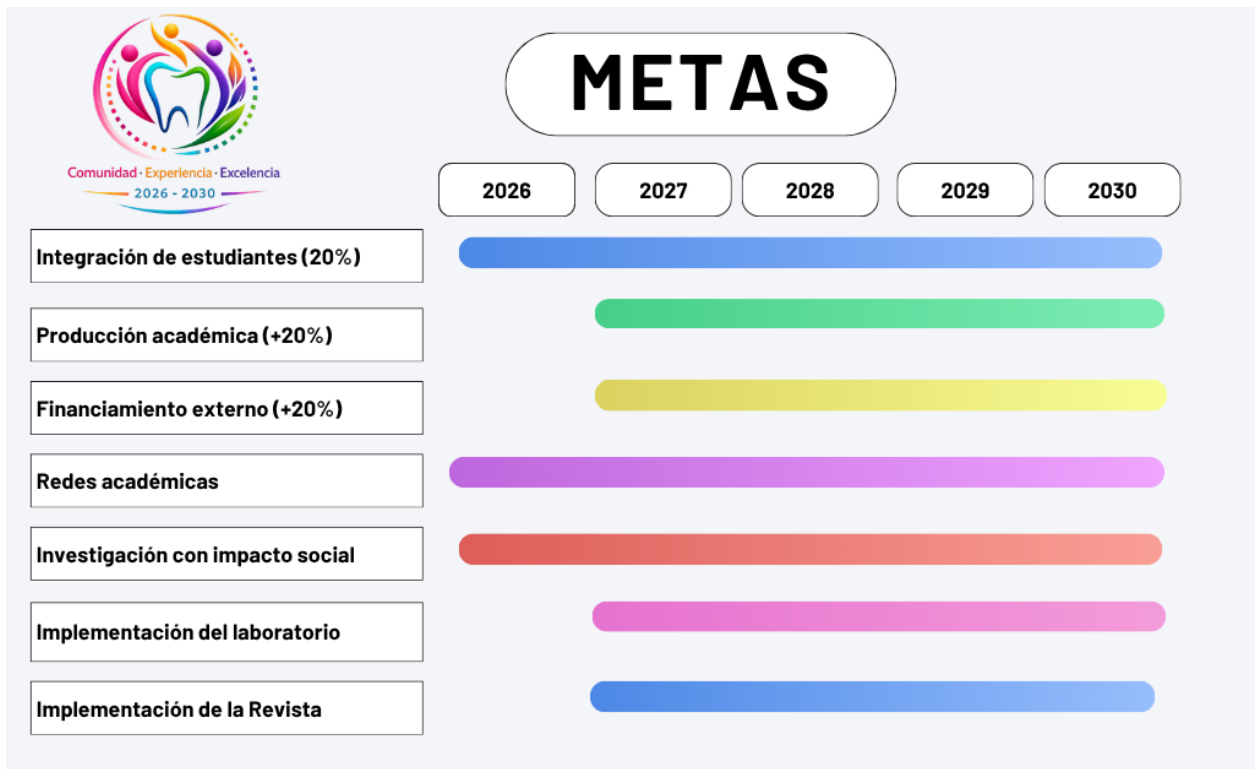 METAS
Comunidad · Experiencia · Excelencia
2026 - 2030
2026 2027 2028 2029 2030
Integración de estudiantes (20%)
Producción académica (+20%)
Financiamiento externo (+20%)
Redes académicas
Investigación con impacto social
Implementación del laboratorio
Implementación de la Revista